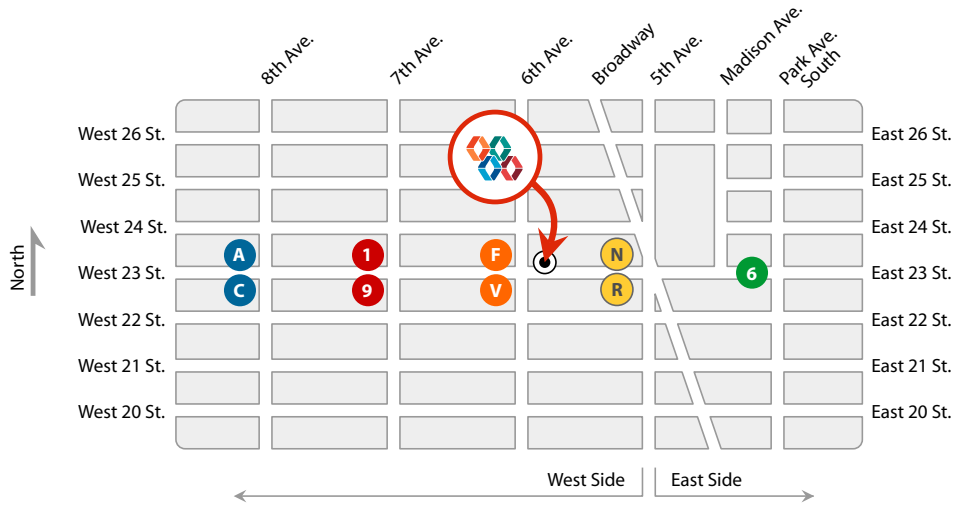 8th Ave.
7th Ave.
6th Ave.
Broadway
5th Ave.
Madison Ave.
Park Ave.
South
West 26 St.
East 26 St.
West 25 St.
East 25 St.
West 24 St.
East 24 St.
North
A
1
F
N
West 23 St.
6
East 23 St.
C
9
V
R
West 22 St.
East 22 St.
West 21 St.
East 21 St.
West 20 St.
East 20 St.
West Side
East Side